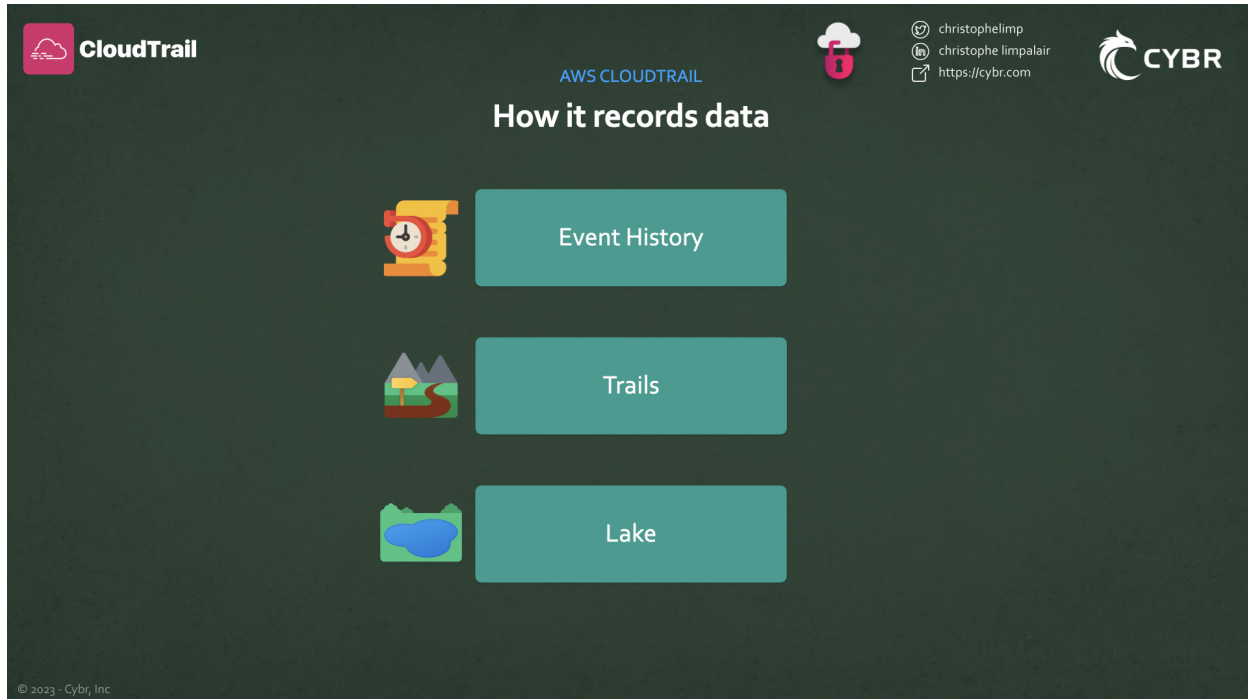 CloudTrail
christophelimp
christophe limpalair
https://cybr.com
CYBR
AWS CLOUDTRAIL
How it records data
Event History
Trails
Lake
© 2023 - Cybr, Inc